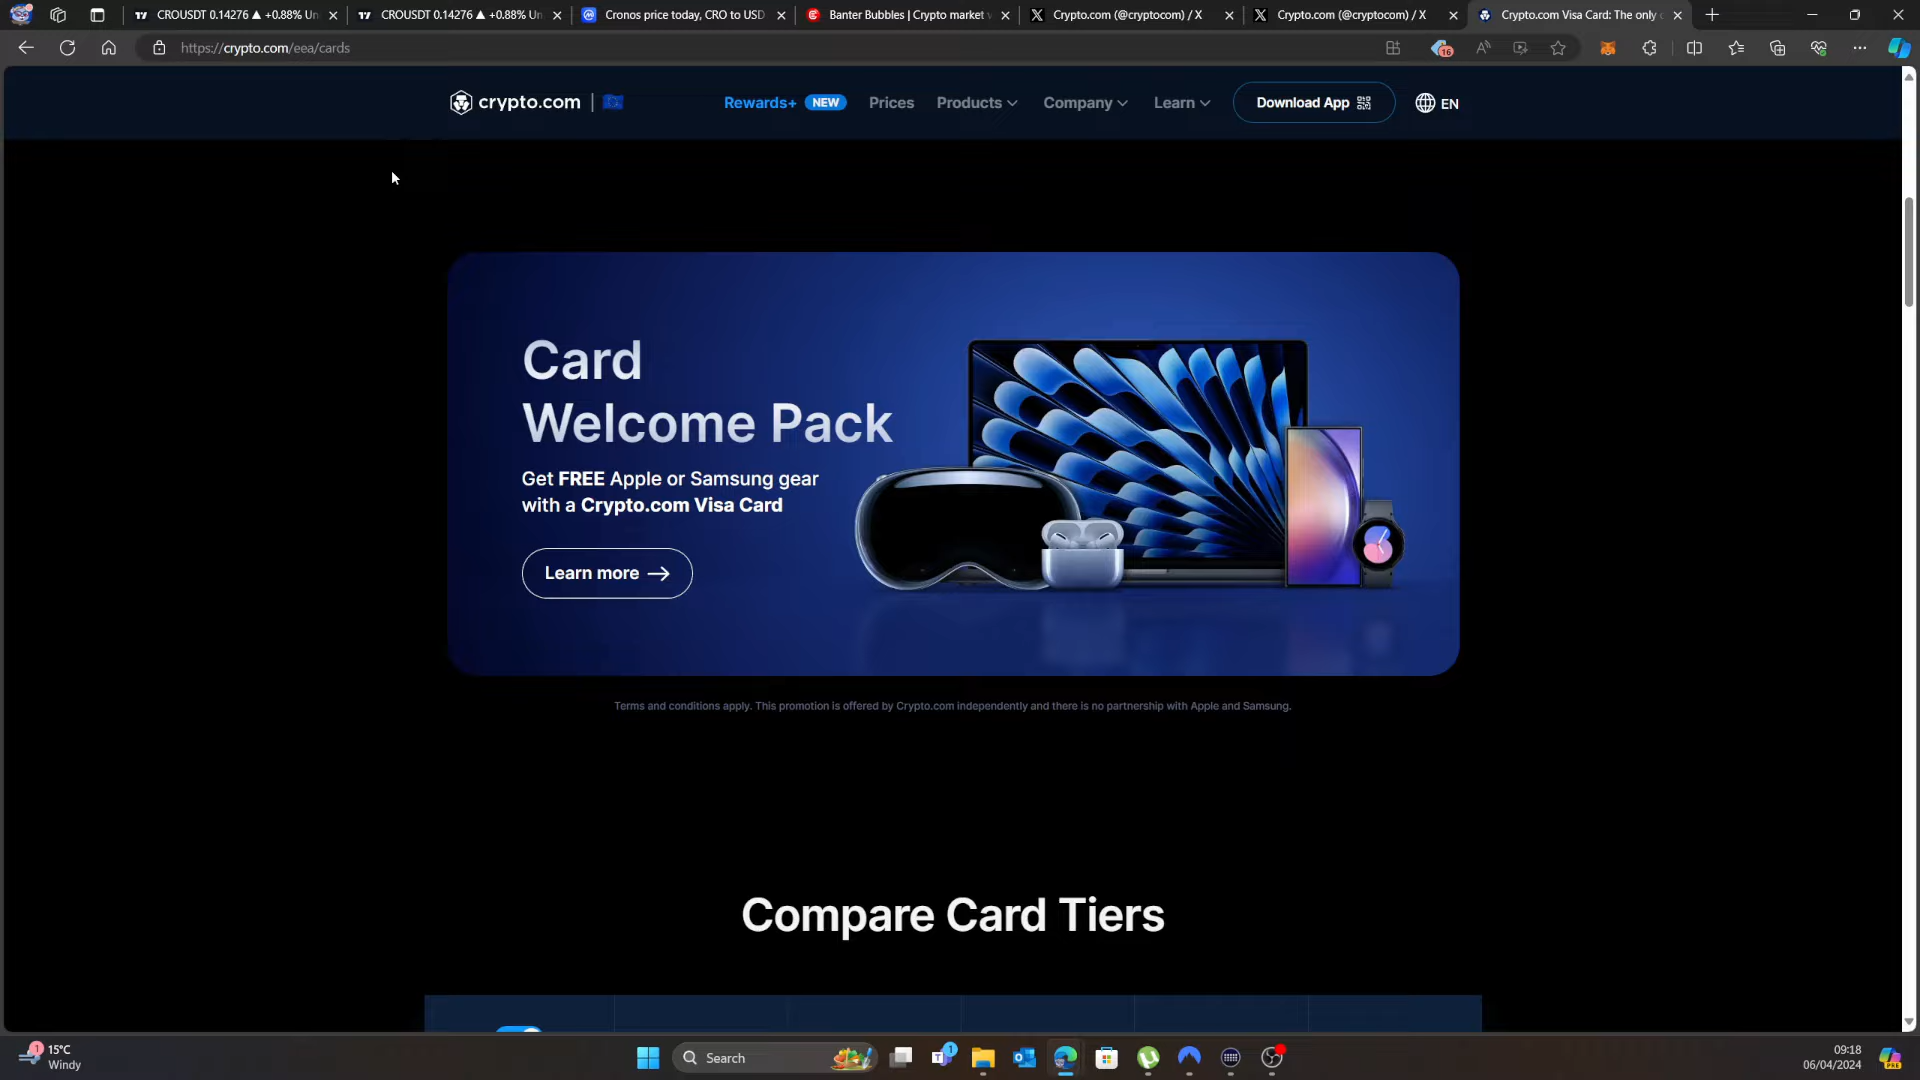 CROUSDT 0.14276 ▲ +0.88% Un
CROUSDT 0.14276 ▲ +0.88% Un
Cronos price today, CRO to USD
Banter Bubbles | Crypto market v
Crypto.com (@cryptocom) / X
Crypto.com (@cryptocom) / X
Crypto.com Visa Card: The only c
https://crypto.com/eea/cards
16
crypto.com
Rewards+ NEW
Prices
Products
Company
Learn
Download App
EN
Card
Welcome Pack
Get FREE Apple or Samsung gear
with a Crypto.com Visa Card
Learn more →
Terms and conditions apply. This promotion is offered by Crypto.com independently and there is no partnership with Apple and Samsung.
Compare Card Tiers
1
15°C
Windy
Search
1
09:18
06/04/2024
PRE